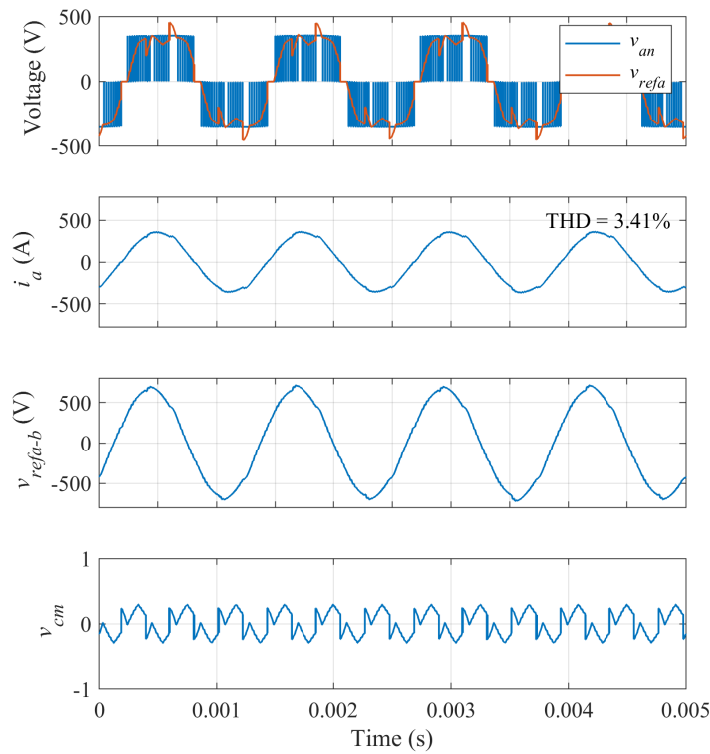 500
0
-500
Voltage (V)
v_an
v_refa
500
0
-500
i_a (A)
THD = 3.41%
500
0
-500
v_refa-b (V)
1
0
-1
v_cm
0 0.001 0.002 0.003 0.004 0.005
Time (s)